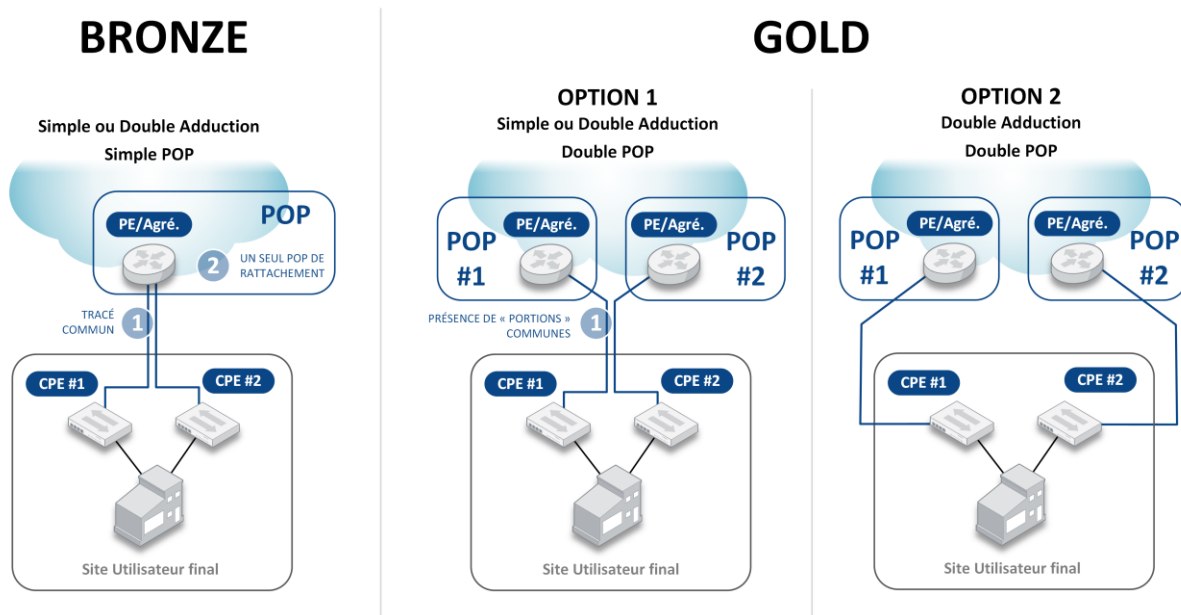 BRONZE
Simple ou Double Adduction
Simple POP
PE/Agré.
POP
2
UN SEUL POP DE
RATTACHEMENT
TRACÉ
COMMUN
1
CPE #1
CPE #2
Site Utilisateur final
GOLD
OPTION 1
Simple ou Double Adduction
Double POP
PE/Agré.
POP
#1
PE/Agré.
POP
#2
PRÉSENCE DE « PORTIONS »
COMMUNES
1
CPE #1
CPE #2
Site Utilisateur final
OPTION 2
Double Adduction
Double POP
PE/Agré.
POP
#1
PE/Agré.
POP
#2
CPE #1
CPE #2
Site Utilisateur final